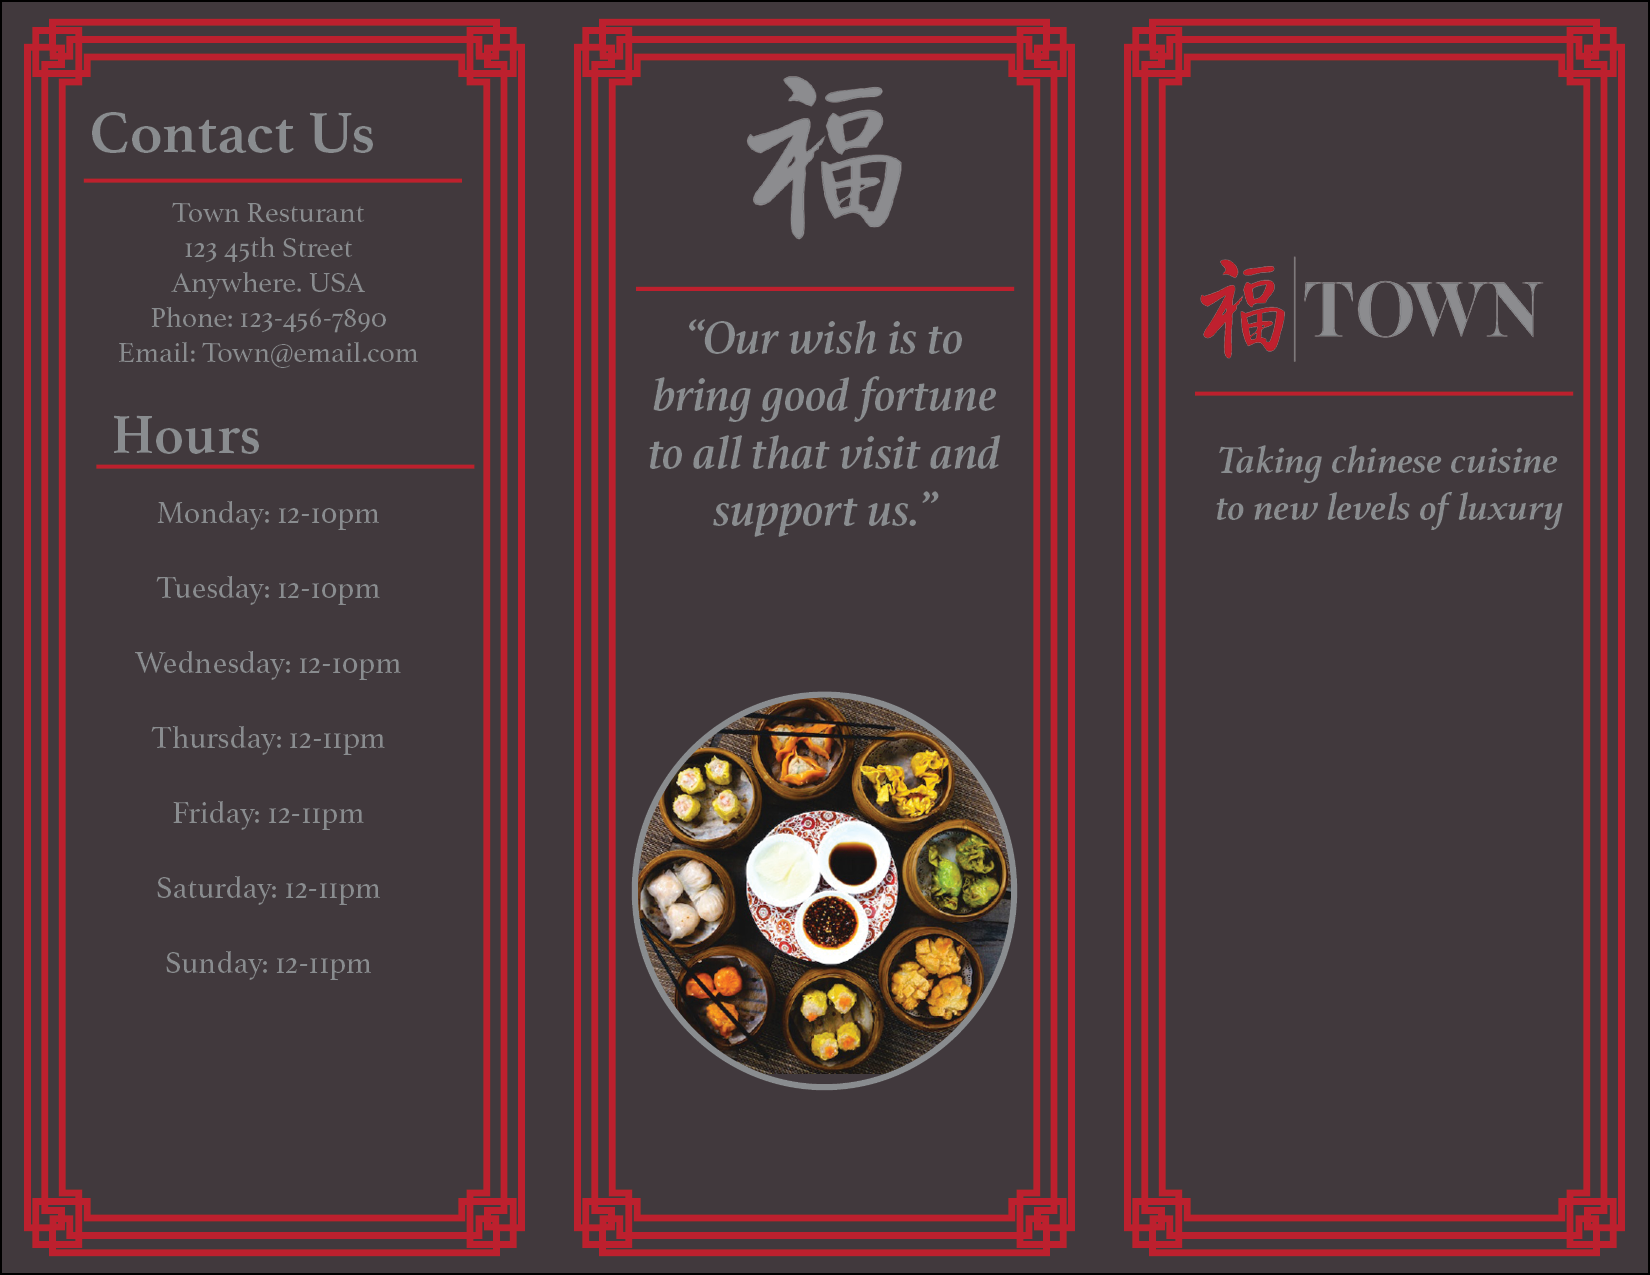 Contact Us
Town Resturant
123 45th Street
Anywhere. USA
Phone: 123-456-7890
Email: Town@email.com
Hours
Monday: 12-10pm
Tuesday: 12-10pm
Wednesday: 12-10pm
Thursday: 12-11pm
Friday: 12-11pm
Saturday: 12-11pm
Sunday: 12-11pm
福
“Our wish is to
bring good fortune
to all that visit and
support us.”
福 | TOWN
Taking chinese cuisine
to new levels of luxury